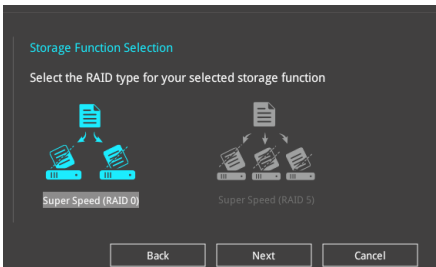 Storage Function Selection
Select the RAID type for your selected storage function
Super Speed (RAID 0)
Super Speed (RAID 5)
Back
Next
Cancel